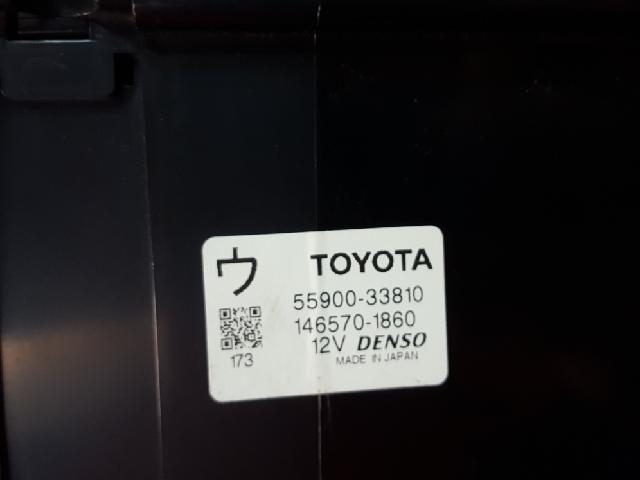 ウ TOYOTA
55900-33810
146570-1860
173 12V DENSO
MADE IN JAPAN